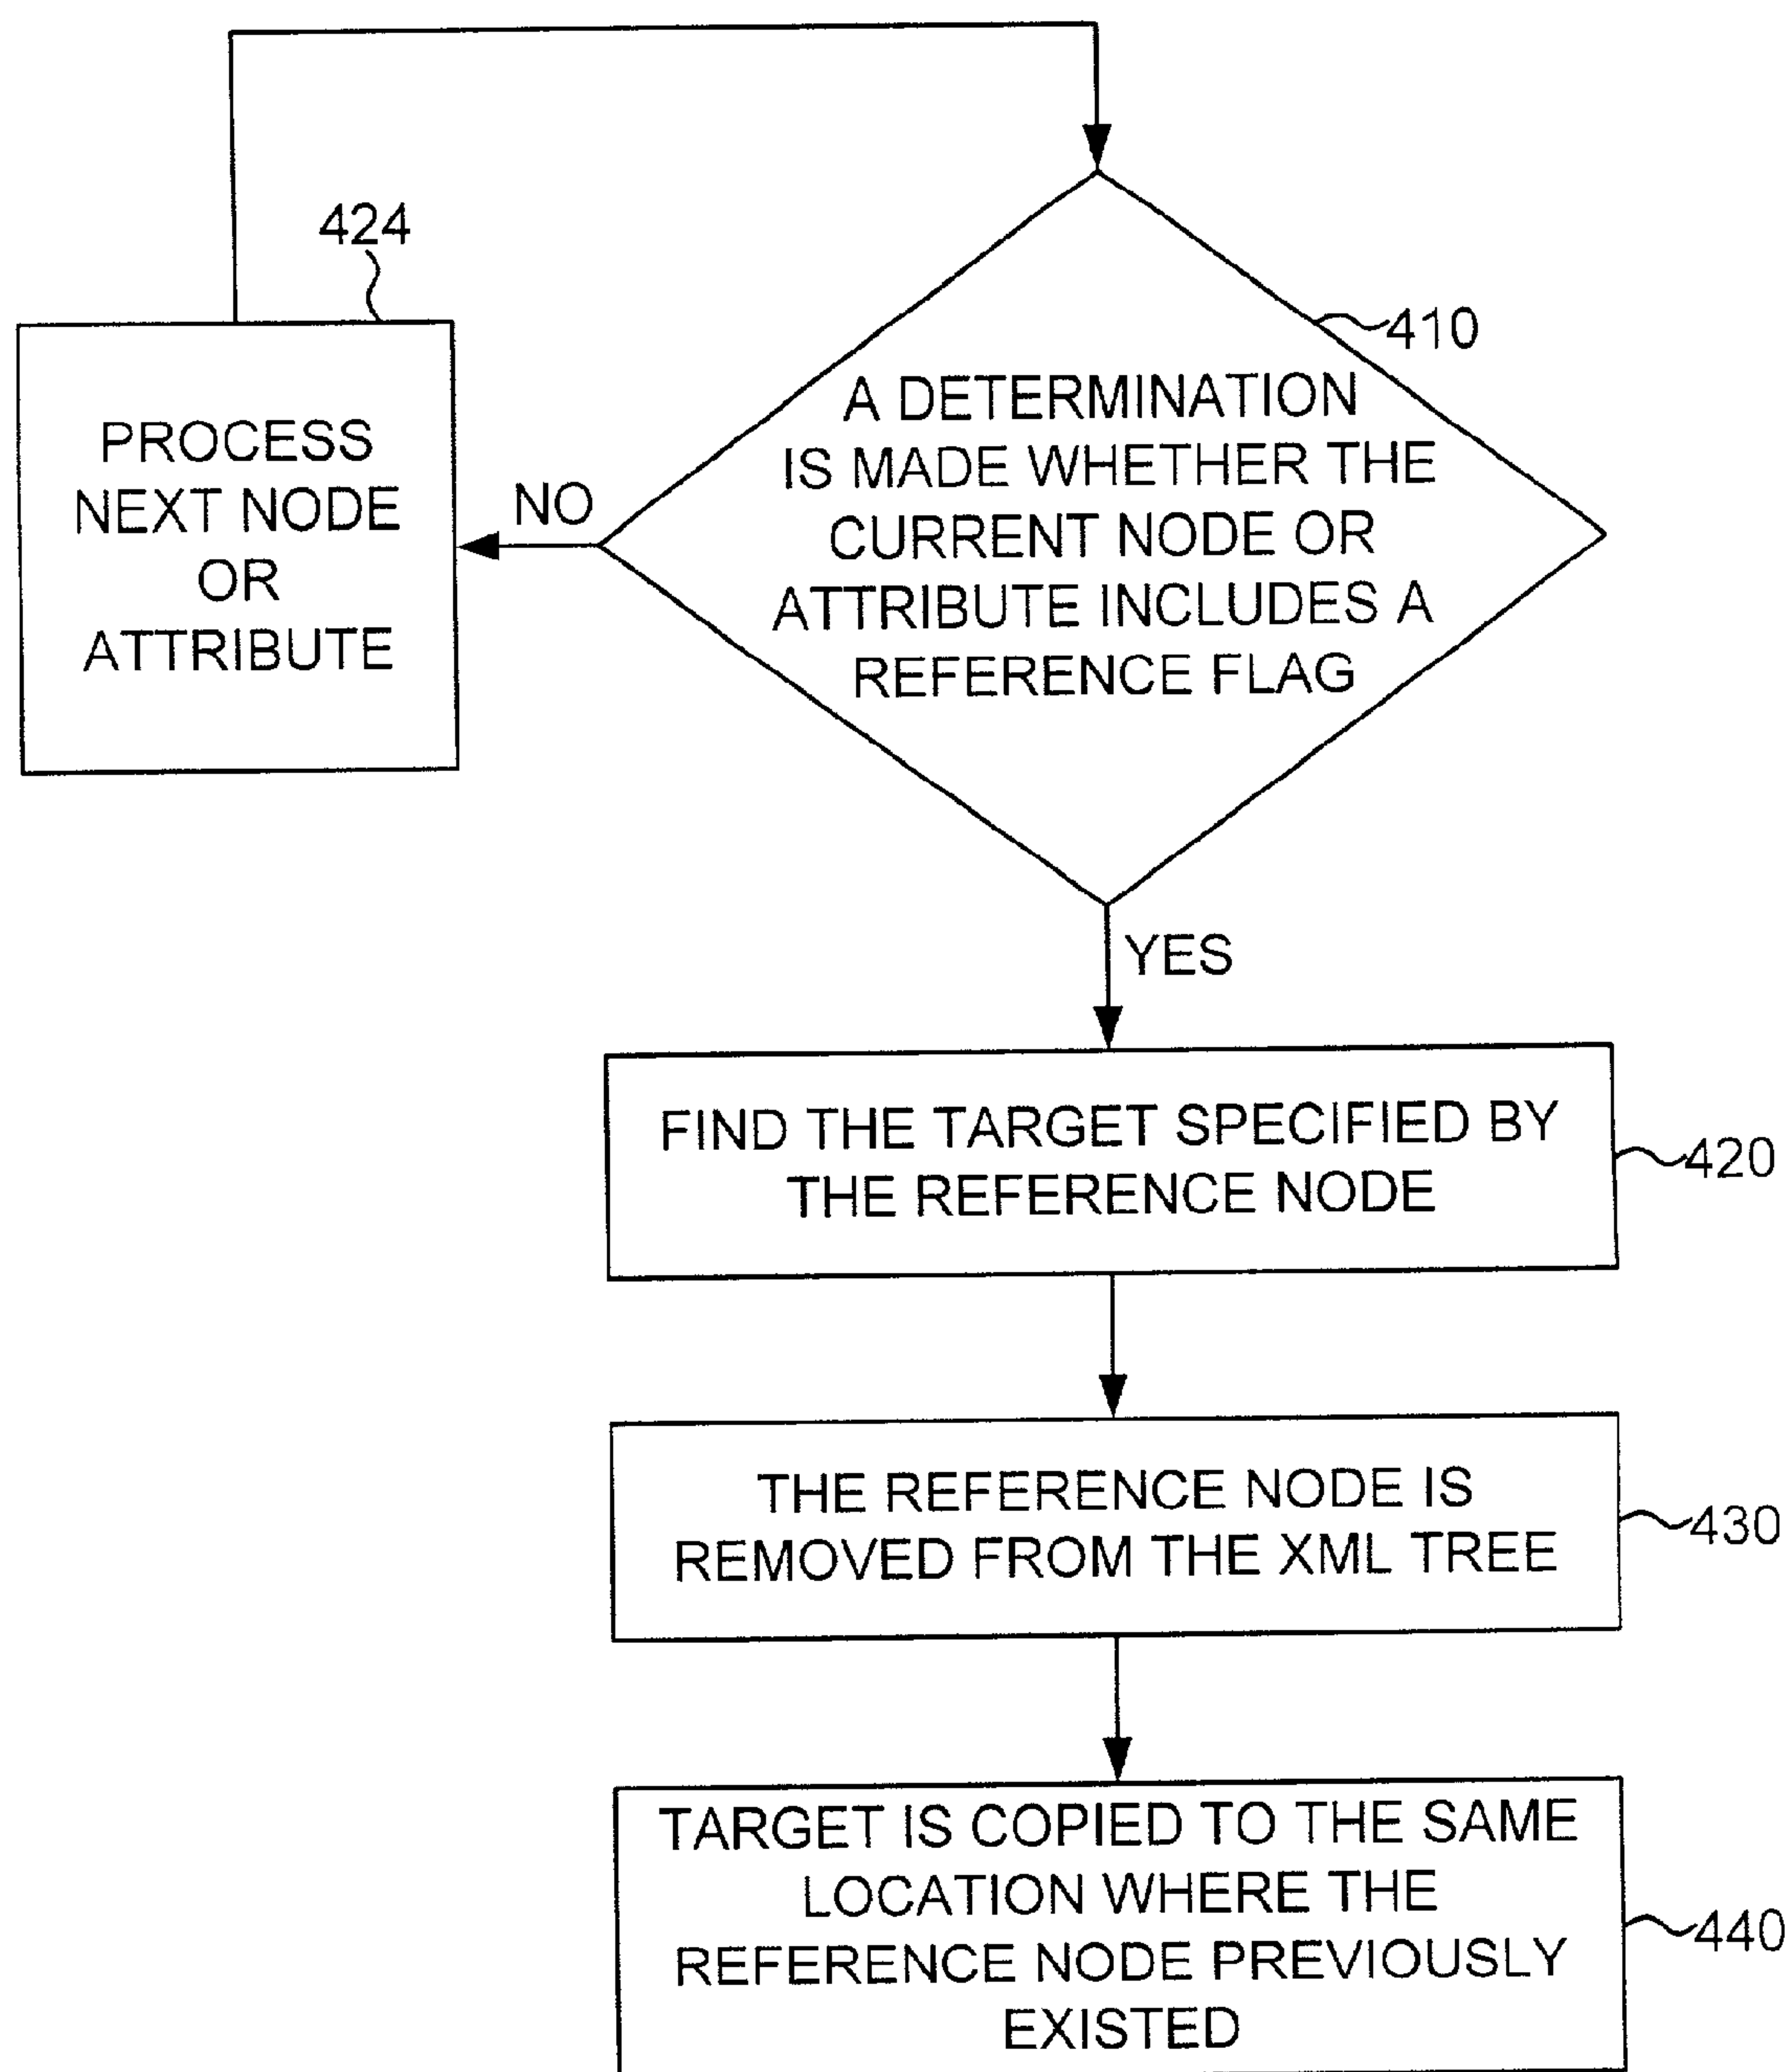 424
410
A DETERMINATION
IS MADE WHETHER THE
CURRENT NODE OR
ATTRIBUTE INCLUDES A
REFERENCE FLAG
PROCESS
NEXT NODE
OR
ATTRIBUTE
NO
YES
FIND THE TARGET SPECIFIED BY
THE REFERENCE NODE
420
THE REFERENCE NODE IS
REMOVED FROM THE XML TREE
430
TARGET IS COPIED TO THE SAME
LOCATION WHERE THE
REFERENCE NODE PREVIOUSLY
EXISTED
440